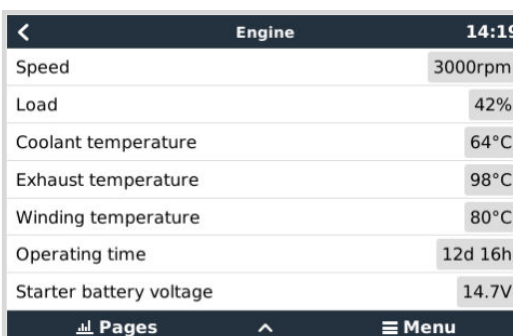 Engine 14:19
Speed 3000rpm
Load 42%
Coolant temperature 64°C
Exhaust temperature 98°C
Winding temperature 80°C
Operating time 12d 16h
Starter battery voltage 14.7V
Pages Menu